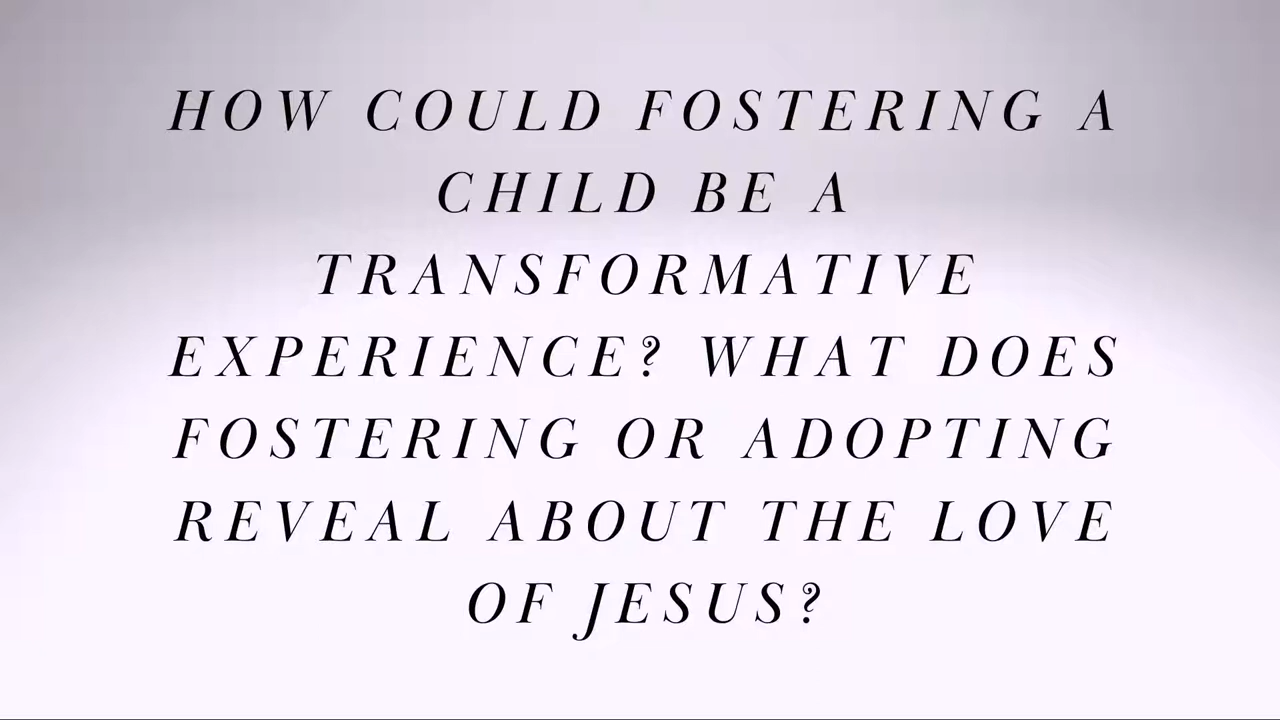 HOW COULD FOSTERING A
CHILD BE A
TRANSFORMATIVE
EXPERIENCE? WHAT DOES
FOSTERING OR ADOPTING
REVEAL ABOUT THE LOVE
OF JESUS?